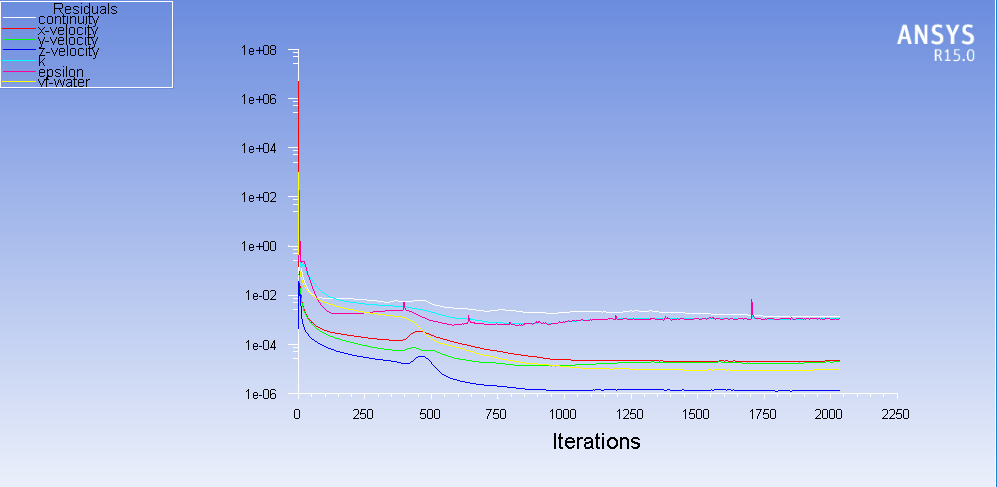 Residuals
continuity
x-velocity
y-velocity
z-velocity
k
epsilon
vf-water
ANSYS
R15.0
1e+08
1e+06
1e+04
1e+02
1e+00
1e-02
1e-04
1e-06
0 250 500 750 1000 1250 1500 1750 2000 2250
Iterations